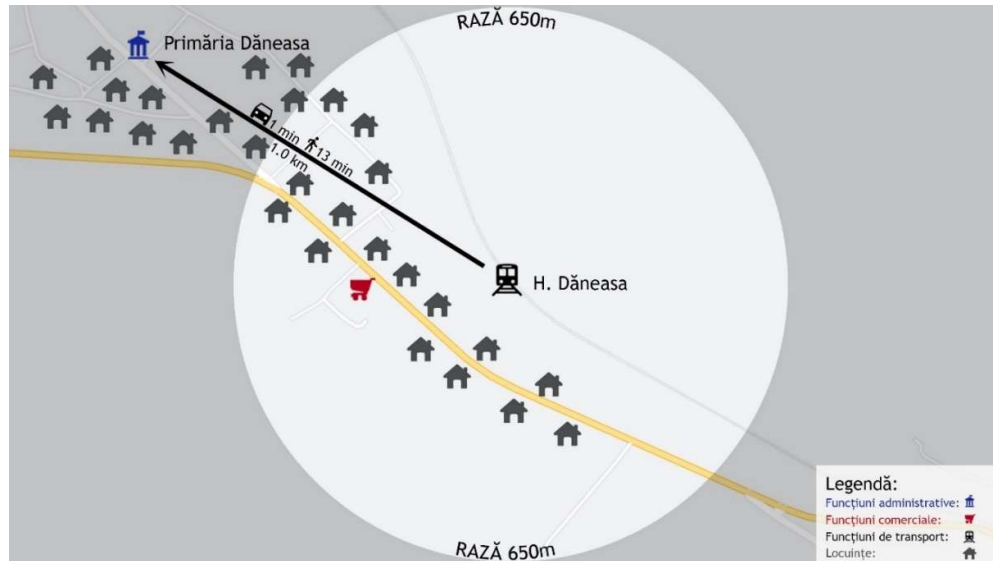 RAZĂ 650m
Primăria Dăneasa
1 min 13 min
1.0 km
H. Dăneasa
RAZĂ 650m
Legendă:
Funcțiuni administrative:
Funcțiuni comerciale:
Funcțiuni de transport:
Locuințe: